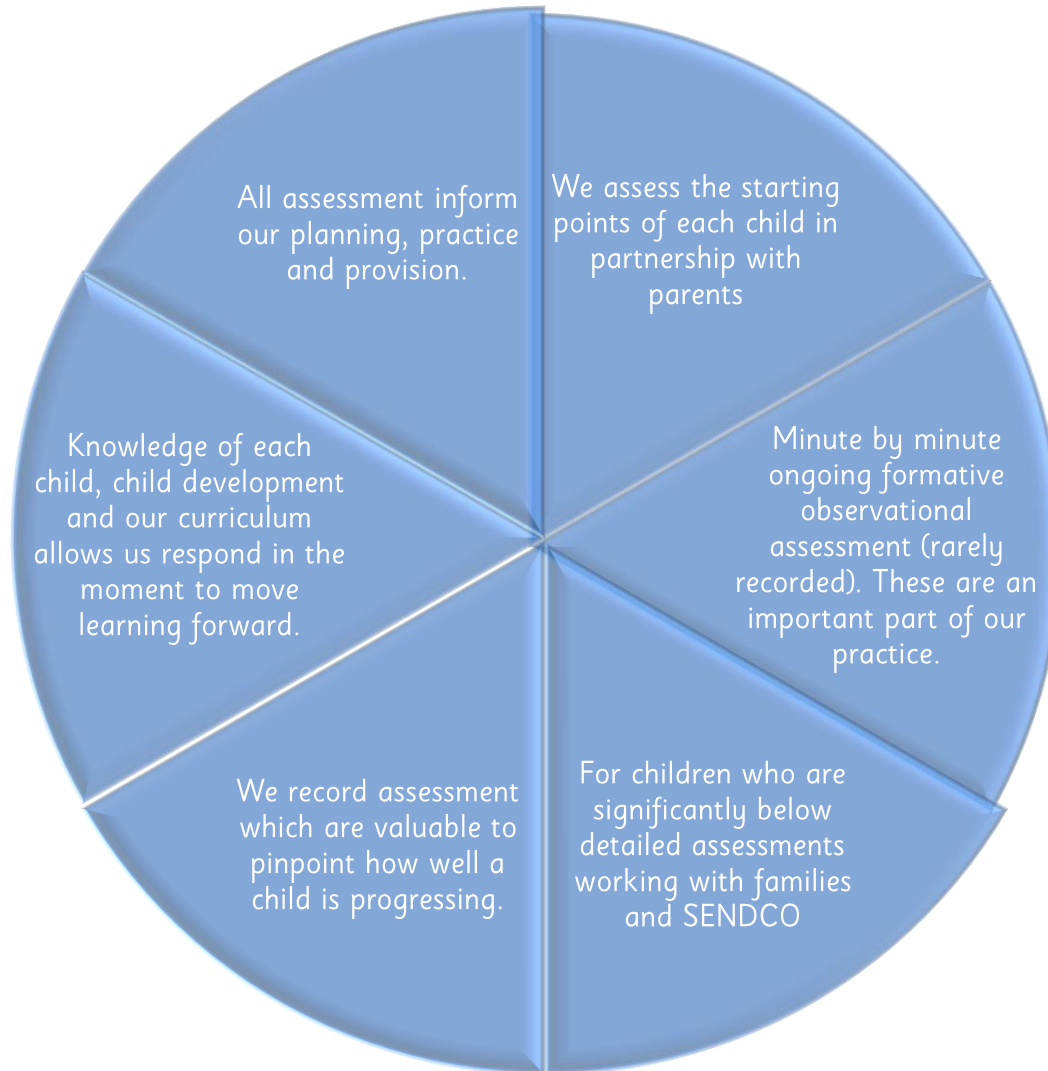 We assess the starting
points of each child in
partnership with
parents
Minute by minute
ongoing formative
observational
assessment (rarely
recorded). These are an
important part of our
practice.
For children who are
significantly below
detailed assessments
working with families
and SENDCO
We record assessment
which are valuable to
pinpoint how well a
child is progressing.
Knowledge of each
child, child development
and our curriculum
allows us respond in the
moment to move
learning forward.
All assessment inform
our planning, practice
and provision.